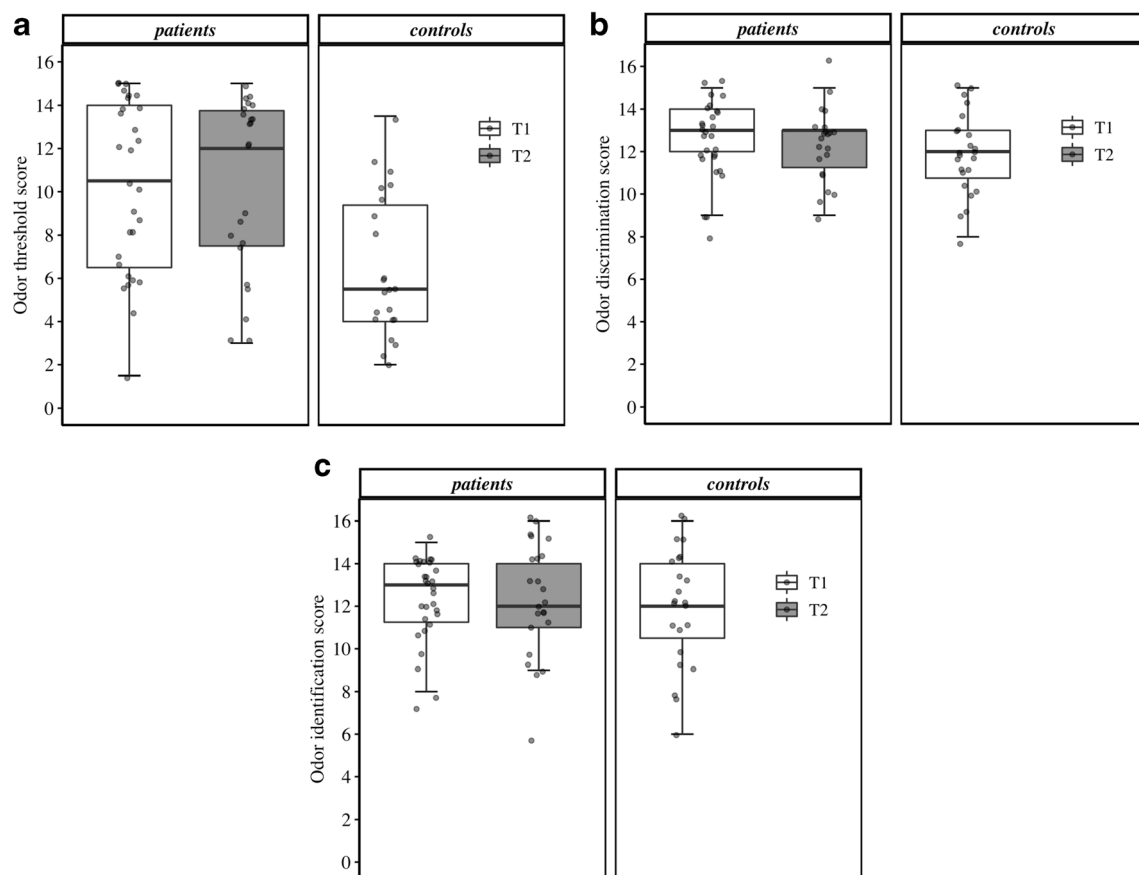 a
patients
controls
Odor threshold score
16
14
12
10
8
6
4
2
0
T1
T2
b
patients
controls
Odor discrimination score
16
14
12
10
8
6
4
2
0
T1
T2
c
patients
controls
Odor identification score
16
14
12
10
8
6
4
2
0
T1
T2